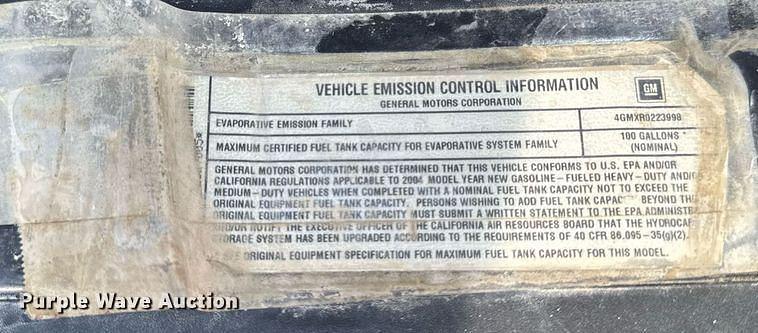 VEHICLE EMISSION CONTROL INFORMATION
GM
GENERAL MOTORS CORPORATION
EVAPORATIVE EMISSION FAMILY 4GMXR0223998
MAXIMUM CERTIFIED FUEL TANK CAPACITY FOR EVAPORATIVE SYSTEM FAMILY 100 GALLONS *
(NOMINAL)
GENERAL MOTORS CORPORATION HAS DETERMINED THAT THIS VEHICLE CONFORMS TO U.S. EPA AND/OR
CALIFORNIA REGULATIONS APPLICABLE TO 2004 MODEL YEAR NEW GASOLINE-FUELED HEAVY-DUTY AND/
MEDIUM-DUTY VEHICLES WHEN COMPLETED WITH A NOMINAL FUEL TANK CAPACITY NOT TO EXCEED THE
ORIGINAL EQUIPMENT FUEL TANK CAPACITY. PERSONS WISHING TO ADD FUEL TANK BEYOND
ORIGINAL EQUIPMENT FUEL TANK CAPACITY MUST SUBMIT A WRITTEN STATEMENT TO THE EPA
AND/OR NOTIFY THE EXECUTIVE OFFICER OF THE CALIFORNIA AIR RESOURCES BOARD THAT THE
SYSTEM HAS BEEN UPGRADED ACCORDING TO THE REQUIREMENTS OF 40 CFR 86.095-35(g)(2).
ORIGINAL EQUIPMENT SPECIFICATION FOR MAXIMUM FUEL TANK CAPACITY FOR THIS MODEL.
Purple Wave Auction